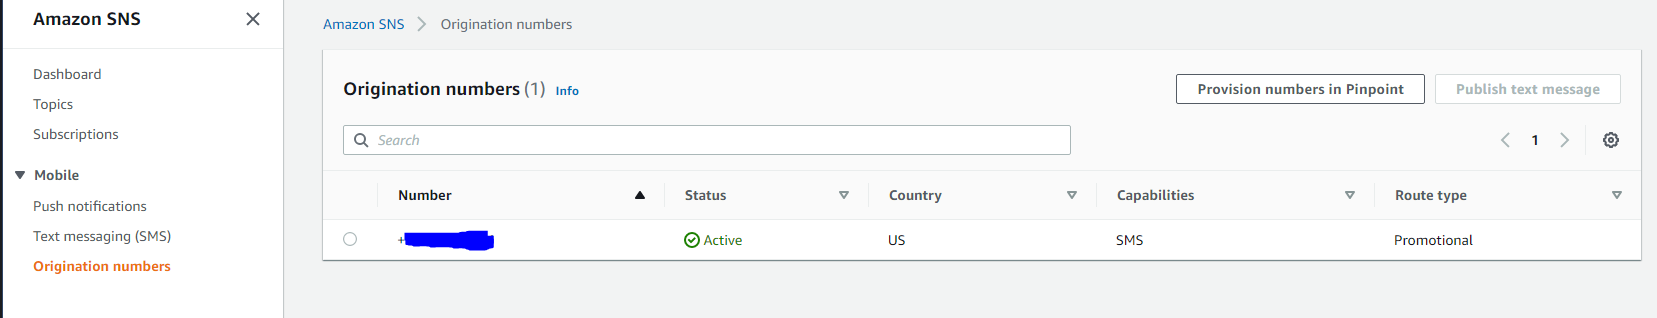 Amazon SNS
Dashboard
Topics
Subscriptions
Mobile
Push notifications
Text messaging (SMS)
Origination numbers
Amazon SNS > Origination numbers
Origination numbers (1) Info
Provision numbers in Pinpoint
Publish text message
Search
1
Number Status Country Capabilities Route type
+ Active US SMS Promotional